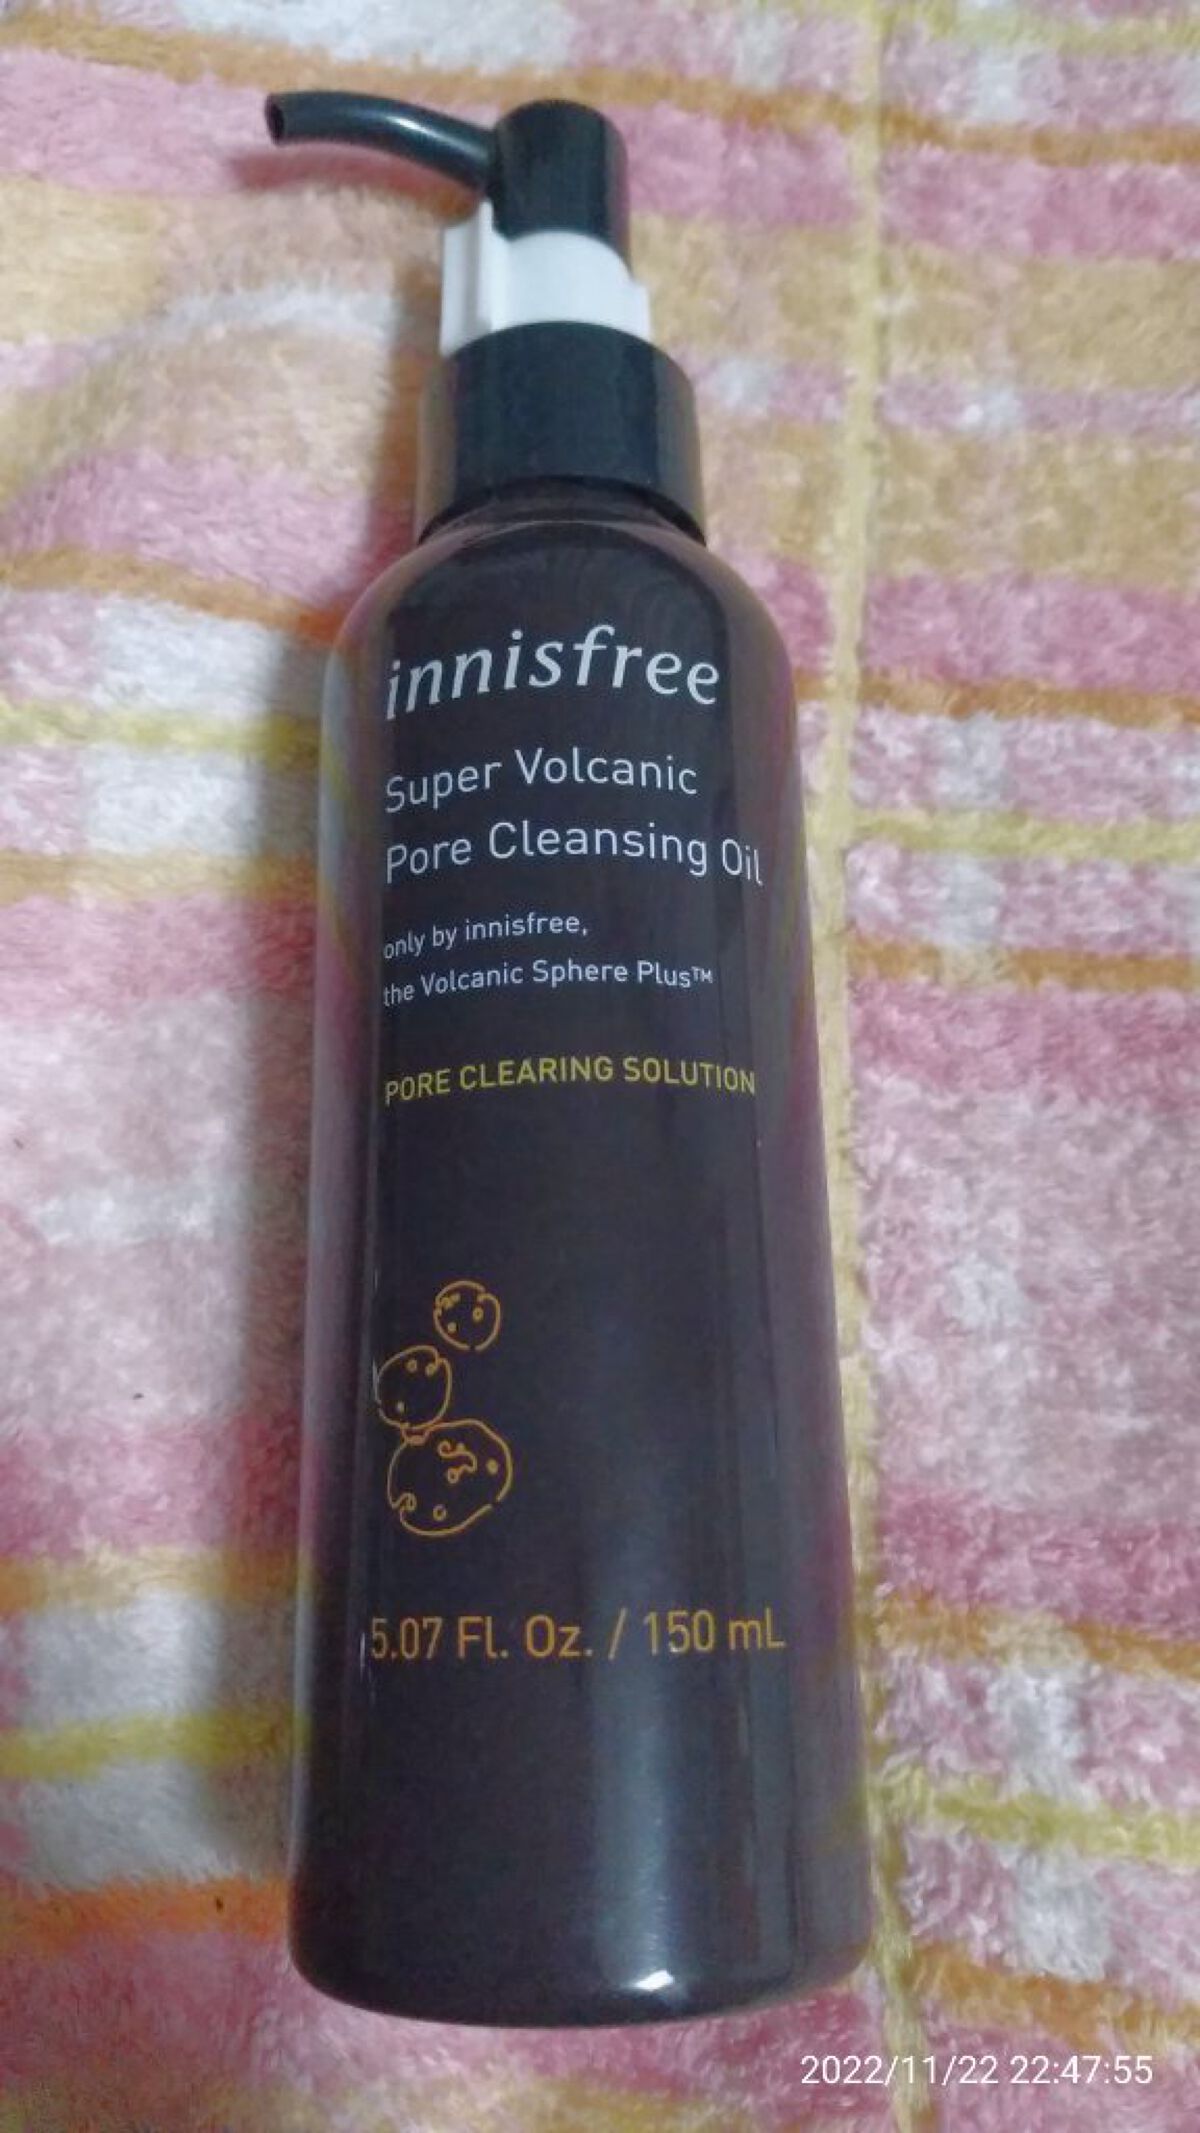 innisfree
Super Volcanic
Pore Cleansing Oil
only by innisfree,
the Volcanic Sphere Plus™
PORE CLEARING SOLUTION
5.07 Fl. Oz. / 150 mL
2022/11/22 22:47:55